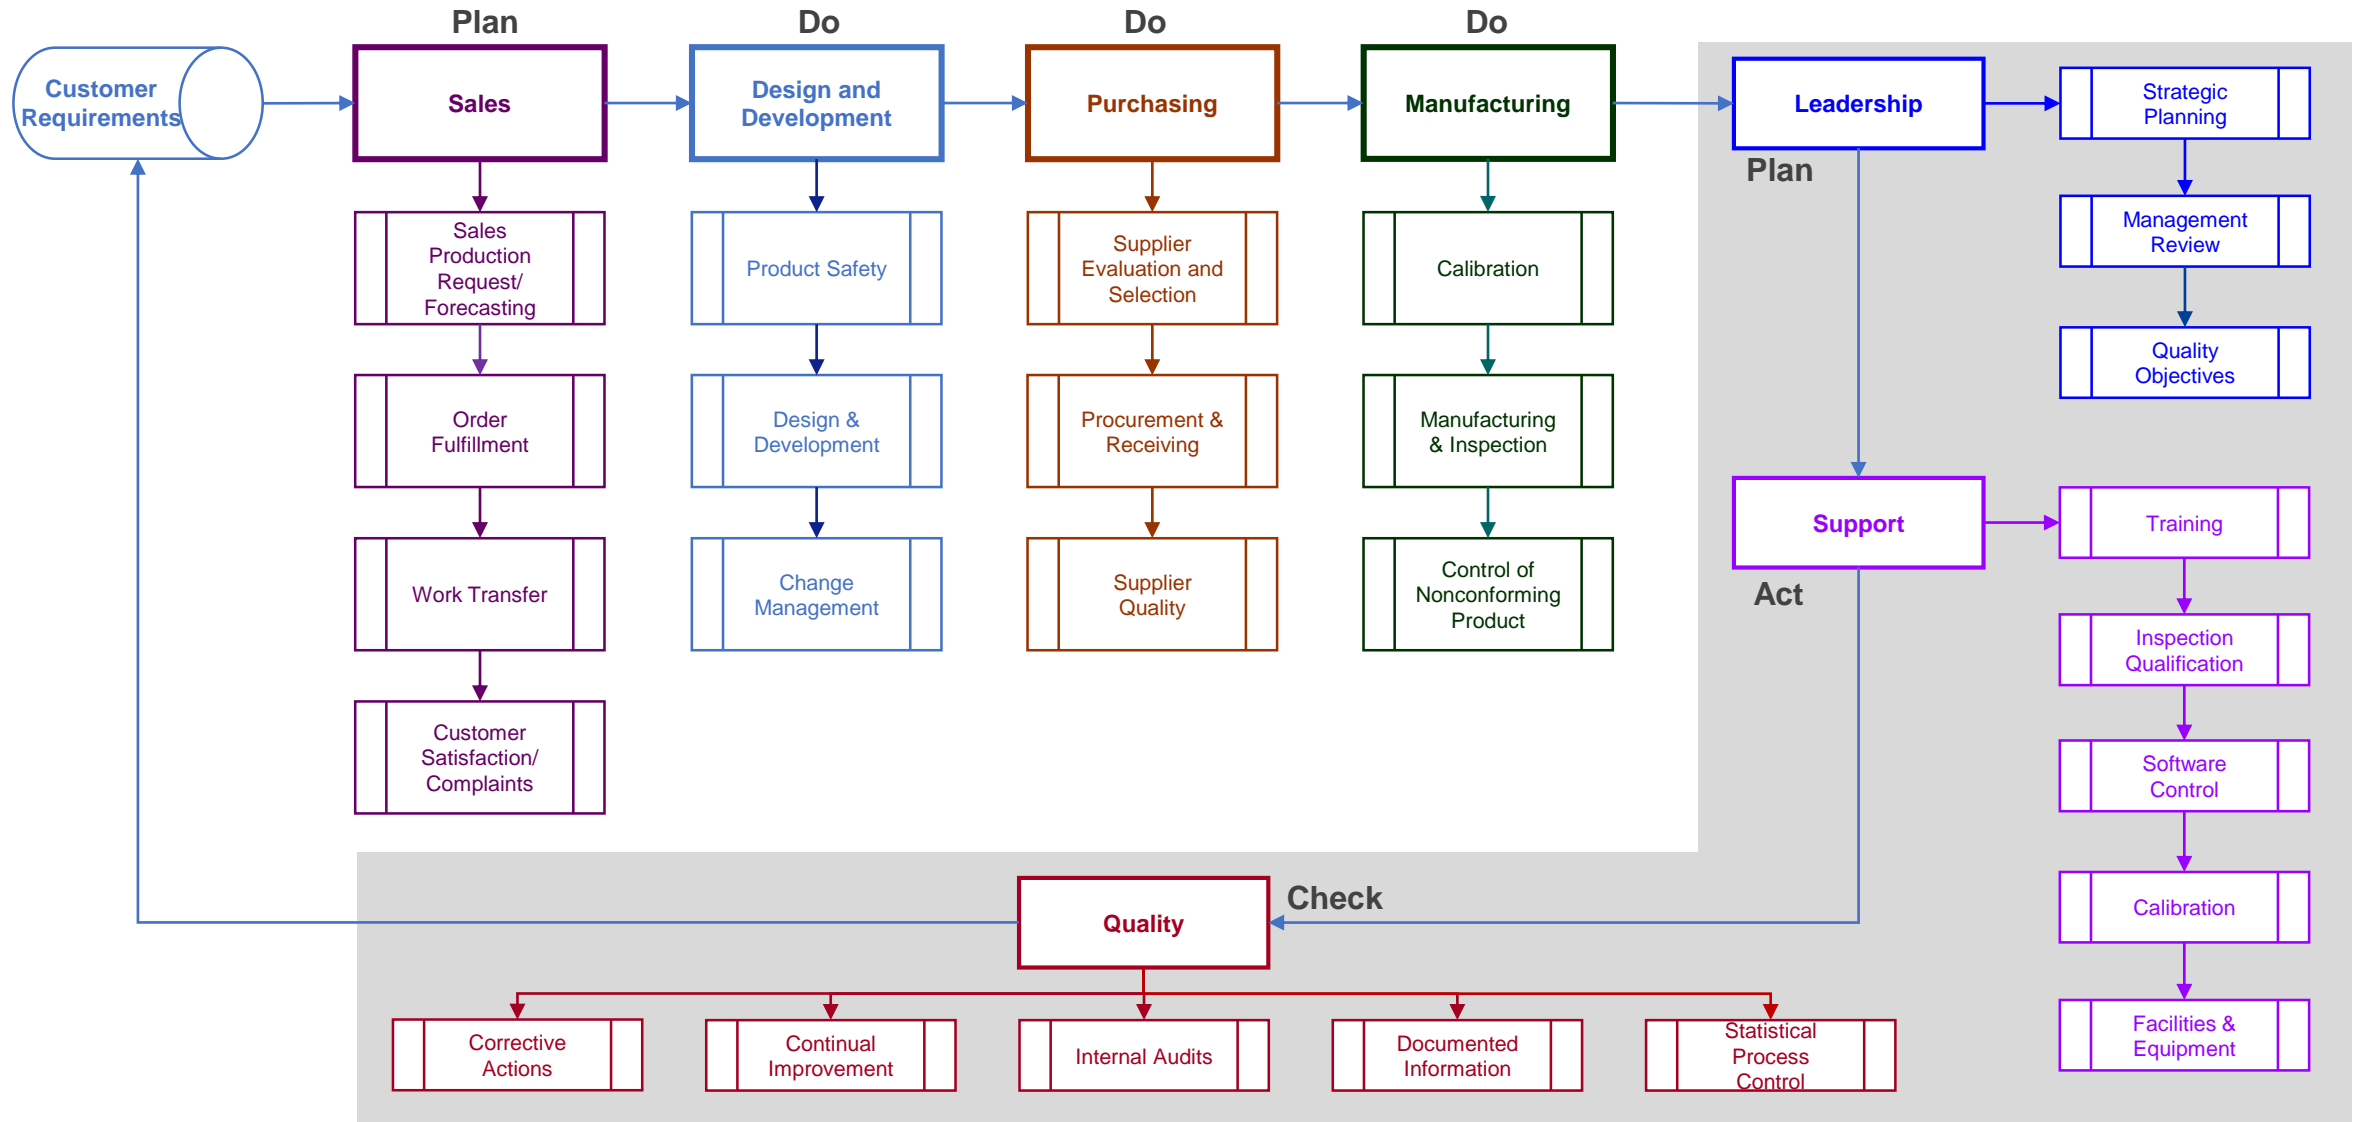 Plan
Do
Do
Do
Customer
Requirements
Sales
Design and
Development
Purchasing
Manufacturing
Leadership
Plan
Strategic
Planning
Management
Review
Quality
Objectives
Sales
Production
Request/
Forecasting
Order
Fulfillment
Work Transfer
Customer
Satisfaction/
Complaints
Product Safety
Design &
Development
Change
Management
Supplier
Evaluation and
Selection
Procurement &
Receiving
Supplier
Quality
Calibration
Manufacturing
& Inspection
Control of
Nonconforming
Product
Support
Act
Training
Inspection
Qualification
Software
Control
Calibration
Facilities &
Equipment
Quality
Check
Corrective
Actions
Continual
Improvement
Internal Audits
Documented
Information
Statistical
Process
Control